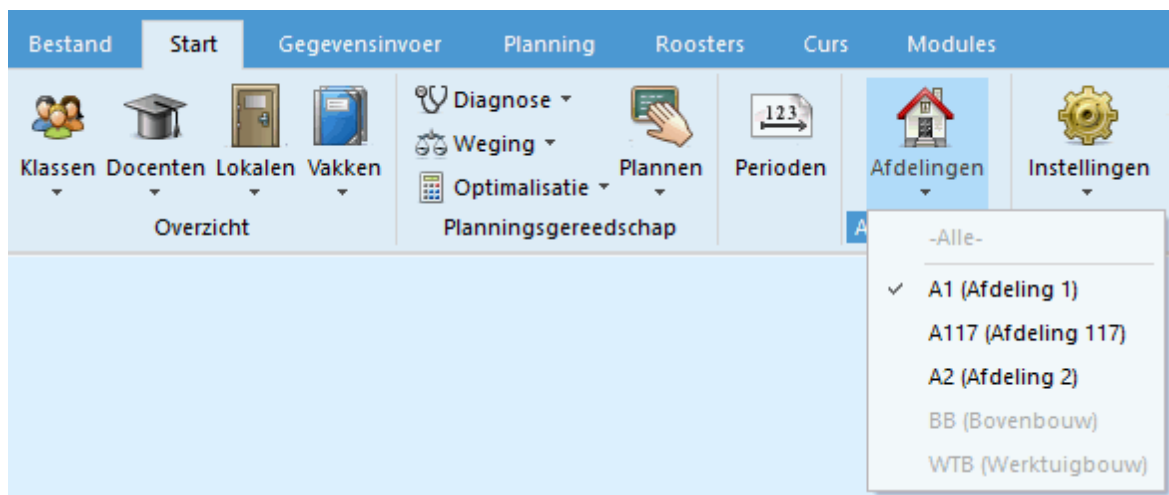 Bestand Start Gegevensinvoer Planning Roosters Curs Modules
Klassen Docenten Lokalen Vakken
Overzicht
Diagnose
Weging
Optimalisatie
Plannen
Planningsgereedschap
123
Perioden
Afdelingen
A
Instellingen
-Alle-
A1 (Afdeling 1)
A117 (Afdeling 117)
A2 (Afdeling 2)
BB (Bovenbouw)
WTB (Werktuigbouw)